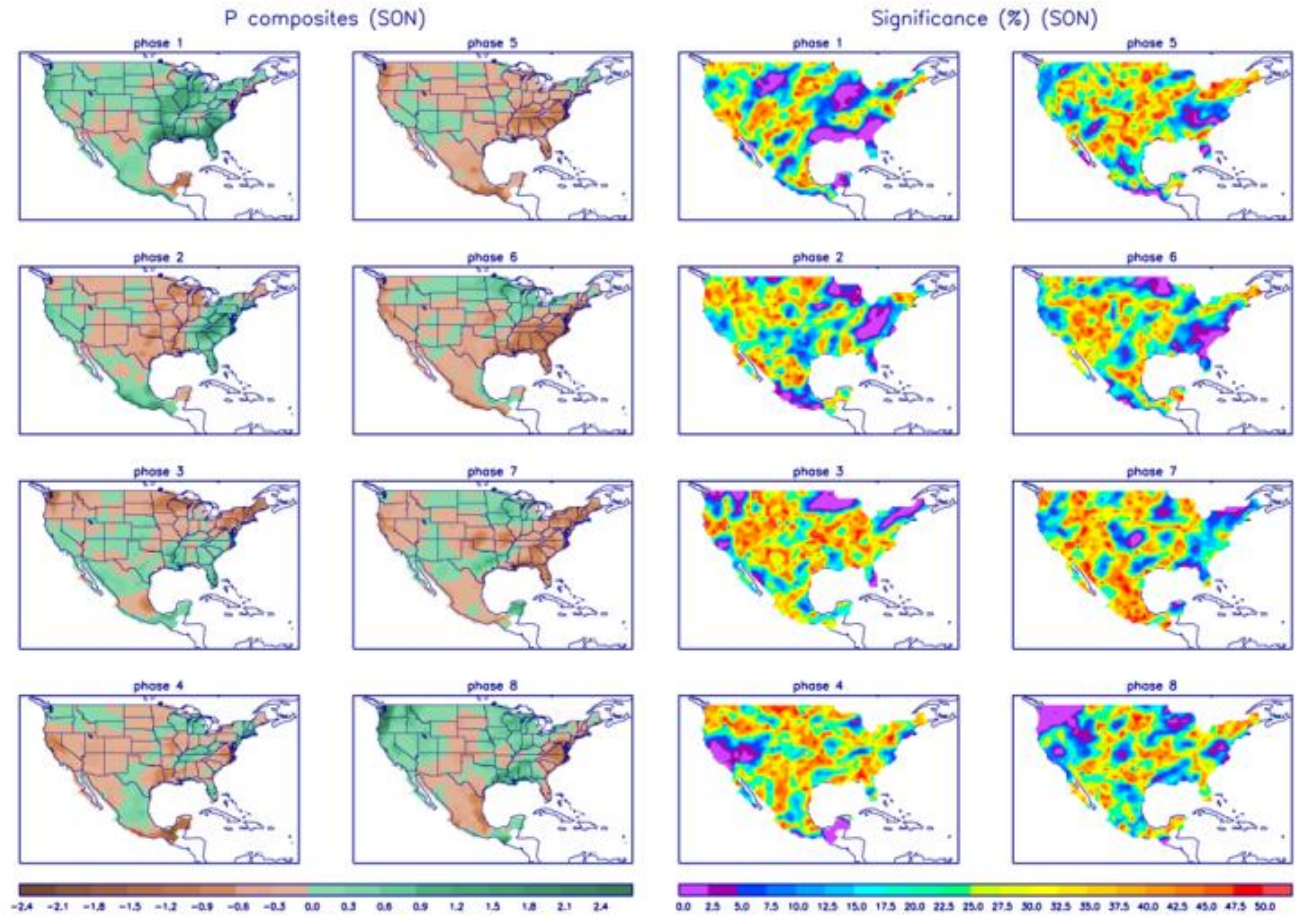 P composites (SON)
Significance (%) (SON)
phase 1
phase 5
phase 1
phase 5
phase 2
phase 6
phase 2
phase 6
phase 3
phase 7
phase 3
phase 7
phase 4
phase 8
phase 4
phase 8
−2.4 −2.1 −1.8 −1.5 −1.2 −0.9 −0.6 −0.3 0.0 0.3 0.6 0.9 1.2 1.5 1.8 2.1 2.4
0.0 2.5 5.0 7.5 10.0 12.5 15.0 17.5 20.0 22.5 25.0 27.5 30.0 32.5 35.0 37.5 40.0 42.5 45.0 47.5 50.0